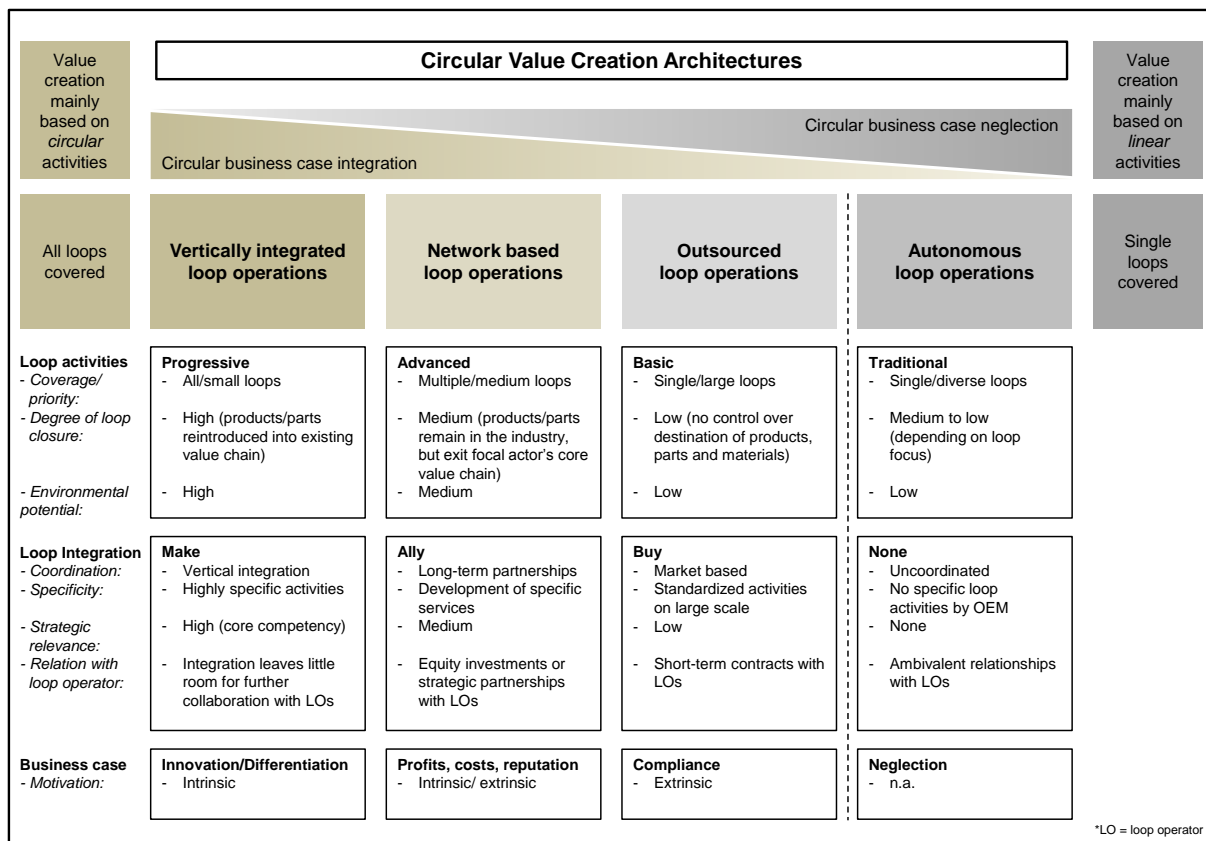 Value
creation
mainly
based on
circular
activities
Circular Value Creation Architectures
Value
creation
mainly
based on
linear
activities
Circular business case neglection
Circular business case integration
All loops
covered
Vertically integrated
loop operations
Network based
loop operations
Outsourced
loop operations
Autonomous
loop operations
Single
loops
covered
Loop activities
- Coverage/
priority:
- Degree of loop
closure:
- Environmental
potential:
Progressive
- All/small loops
- High (products/parts
reintroduced into existing
value chain)
- High
Advanced
- Multiple/medium loops
- Medium (products/parts
remain in the industry,
but exit focal actor's core
value chain)
- Medium
Basic
- Single/large loops
- Low (no control over
destination of products,
parts and materials)
- Low
Traditional
- Single/diverse loops
- Medium to low
(depending on loop
focus)
- Low
Loop Integration
- Coordination:
- Specificity:
- Strategic
relevance:
- Relation with
loop operator:
Make
- Vertical integration
- Highly specific activities
- High (core competency)
- Integration leaves little
room for further
collaboration with LOs
Ally
- Long-term partnerships
- Development of specific
services
- Medium
- Equity investments or
strategic partnerships
with LOs
Buy
- Market based
- Standardized activities
on large scale
- Low
- Short-term contracts with
LOs
None
- Uncoordinated
- No specific loop
activities by OEM
- None
- Ambivalent relationships
with LOs
Business case
- Motivation:
Innovation/Differentiation
- Intrinsic
Profits, costs, reputation
- Intrinsic/ extrinsic
Compliance
- Extrinsic
Neglection
- n.a.
*LO = loop operator